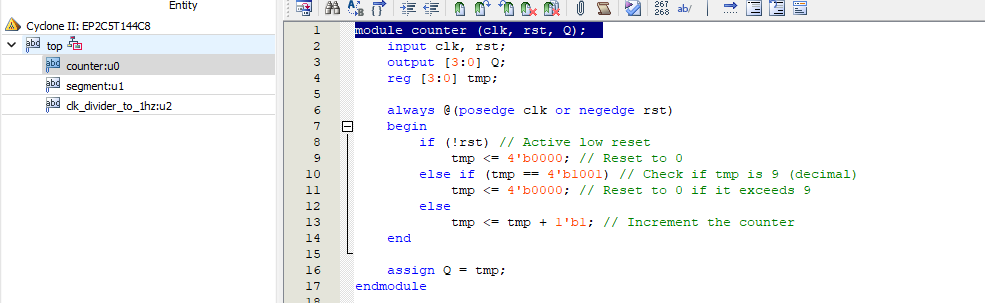 Entity
Cyclone II: EP2C5T144C8
top
counter:u0
segment:u1
clk_divider_to_1hz:u2
267
268
ab/
1 module counter (clk, rst, Q);
2 input clk, rst;
3 output [3:0] Q;
4 reg [3:0] tmp;
5
6 always @(posedge clk or negedge rst)
7 begin
8 if (!rst) // Active low reset
9 tmp <= 4'b0000; // Reset to 0
10 else if (tmp == 4'b1001) // Check if tmp is 9 (decimal)
11 tmp <= 4'b0000; // Reset to 0 if it exceeds 9
12 else
13 tmp <= tmp + 1'b1; // Increment the counter
14 end
15
16 assign Q = tmp;
17 endmodule
18